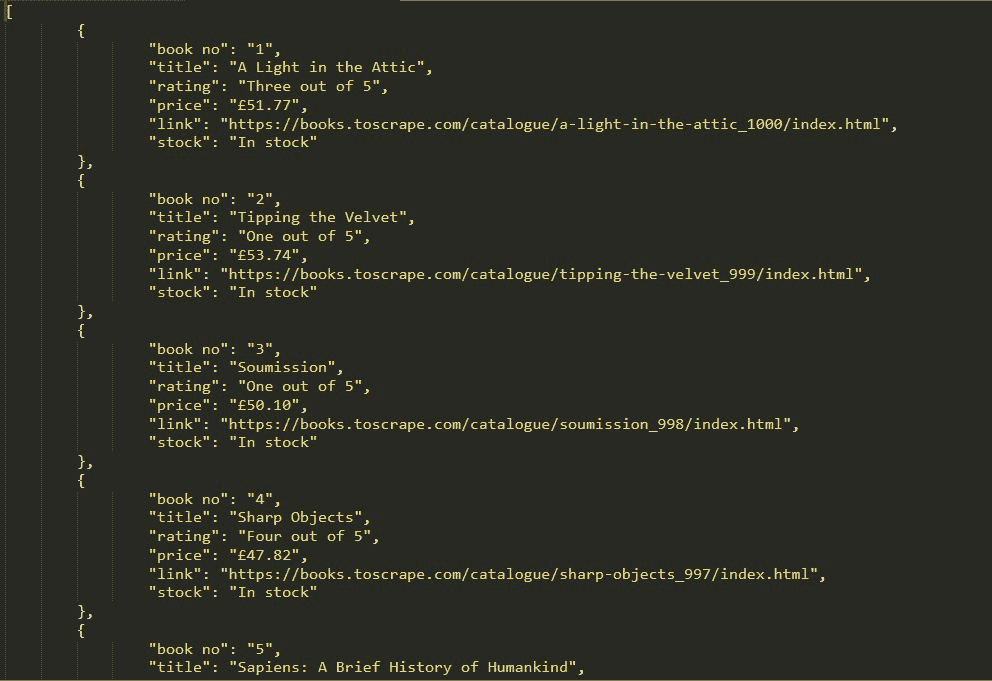 [
{
"book no": "1",
"title": "A Light in the Attic",
"rating": "Three out of 5",
"price": "£51.77",
"link": "https://books.toscrape.com/catalogue/a-light-in-the-attic_1000/index.html",
"stock": "In stock"
},
{
"book no": "2",
"title": "Tipping the Velvet",
"rating": "One out of 5",
"price": "£53.74",
"link": "https://books.toscrape.com/catalogue/tipping-the-velvet_999/index.html",
"stock": "In stock"
},
{
"book no": "3",
"title": "Soumission",
"rating": "One out of 5",
"price": "£50.10",
"link": "https://books.toscrape.com/catalogue/soumission_998/index.html",
"stock": "In stock"
},
{
"book no": "4",
"title": "Sharp Objects",
"rating": "Four out of 5",
"price": "£47.82",
"link": "https://books.toscrape.com/catalogue/sharp-objects_997/index.html",
"stock": "In stock"
},
{
"book no": "5",
"title": "Sapiens: A Brief History of Humankind",